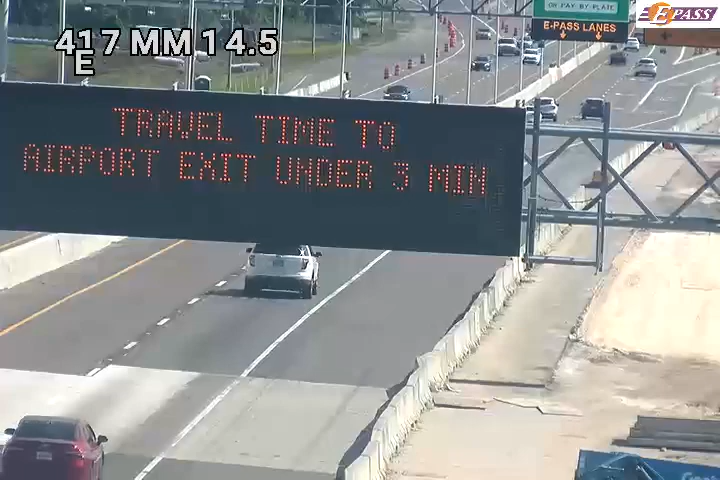 417 MM 14.5
E
E-PASS
OR PAY BY PLATE
E-PASS LANES
TRAVEL TIME TO
AIRPORT EXIT UNDER 3 MIN